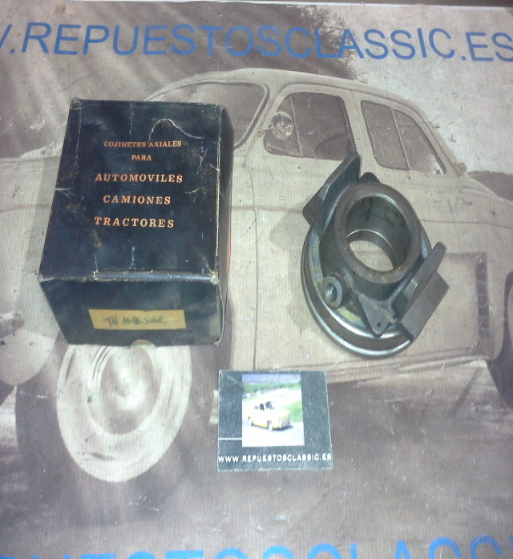 W.REPUESTOSCLASSIC.ES
COJINETES AXIALES
PARA
AUTOMOVILES
CAMIONES
TRACTORES
WWW.REPUESTOSCLASSIC.ES